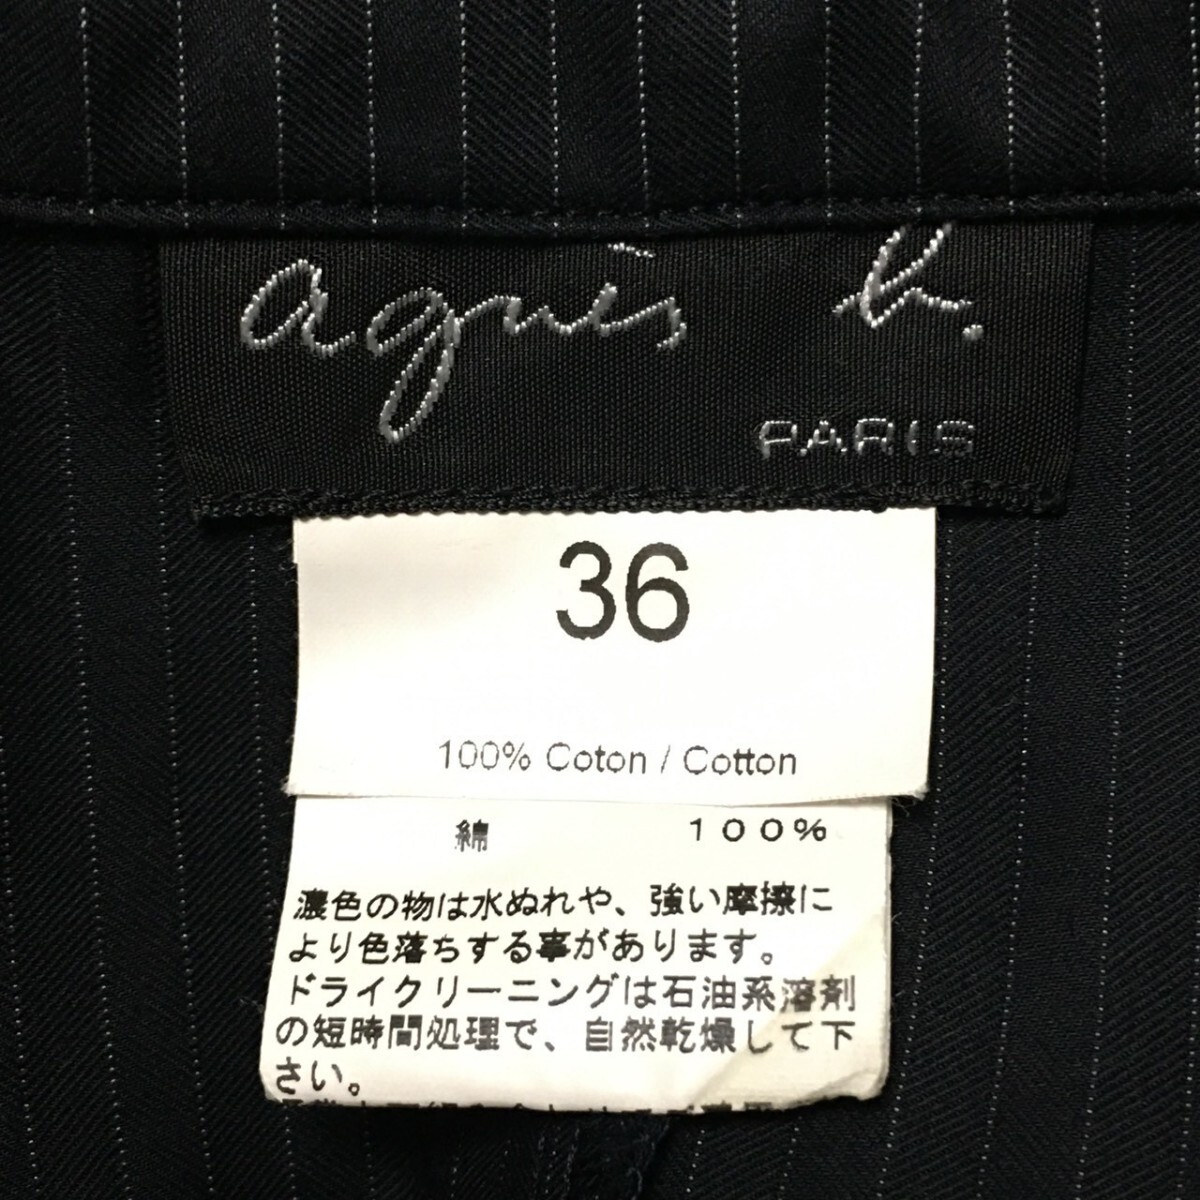 agnès b.
PARIS
36
100% Coton / Cotton
綿 100%
濃色の物は水ぬれや、強い摩擦に
より色落ちする事があります。
ドライクリーニングは石油系溶剤
の短時間処理で、自然乾燥して下
さい。